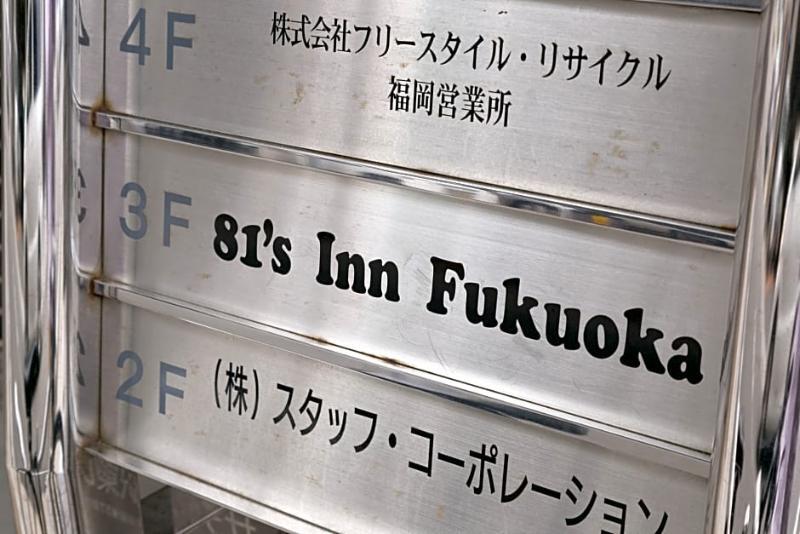 4F 株式会社フリースタイル・リサイクル
福岡営業所
3F 81's Inn Fukuoka
2F (株)スタッフ・コーポレーション